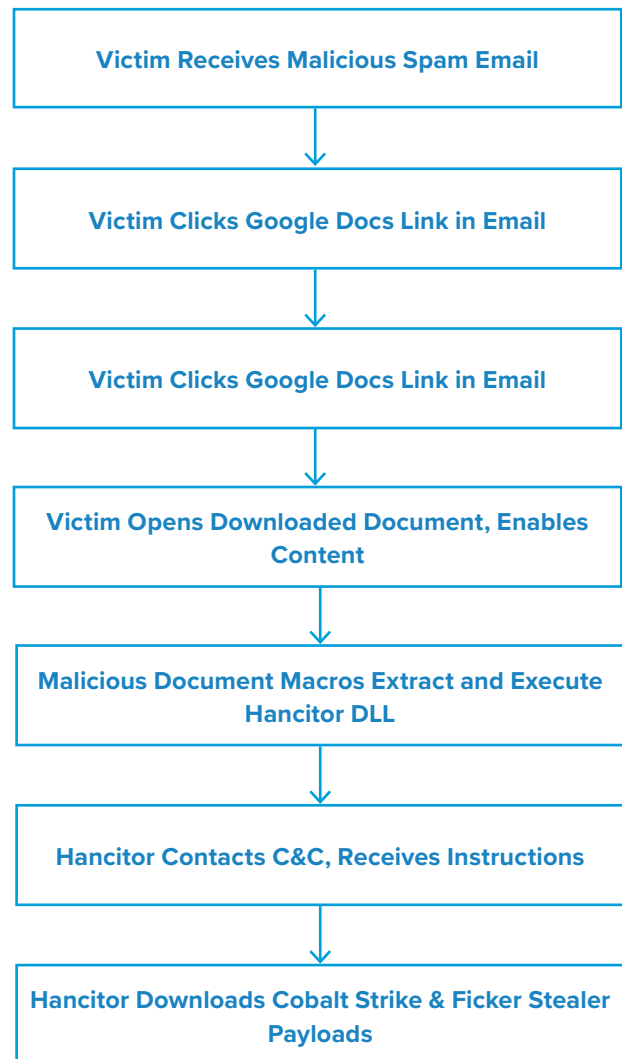 Victim Receives Malicious Spam Email
Victim Clicks Google Docs Link in Email
Victim Clicks Google Docs Link in Email
Victim Opens Downloaded Document, Enables
Content
Malicious Document Macros Extract and Execute
Hancitor DLL
Hancitor Contacts C&C, Receives Instructions
Hancitor Downloads Cobalt Strike & Ficker Stealer
Payloads